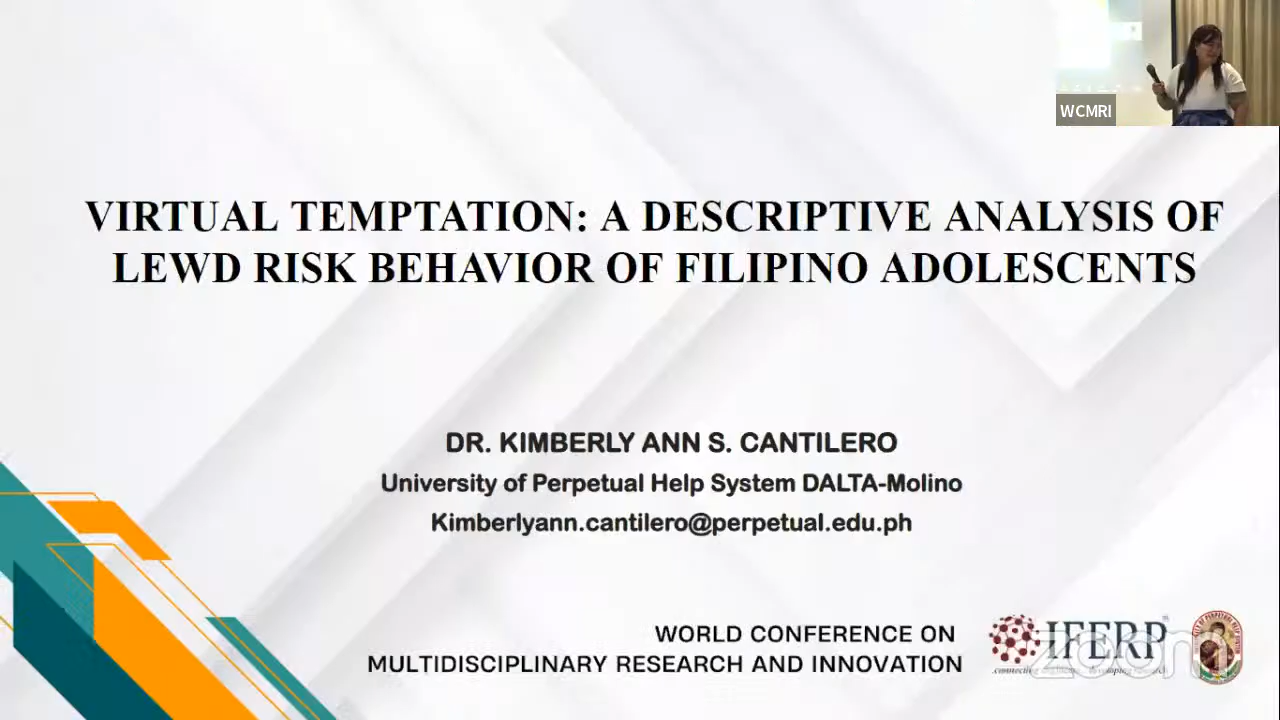 WCMRI
VIRTUAL TEMPTATION: A DESCRIPTIVE ANALYSIS OF
LEWD RISK BEHAVIOR OF FILIPINO ADOLESCENTS
DR. KIMBERLY ANN S. CANTILERO
University of Perpetual Help System DALTA-Molino
Kimberlyann.cantilero@perpetual.edu.ph
WORLD CONFERENCE ON
MULTIDISCIPLINARY RESEARCH AND INNOVATION
IFERP
zoom